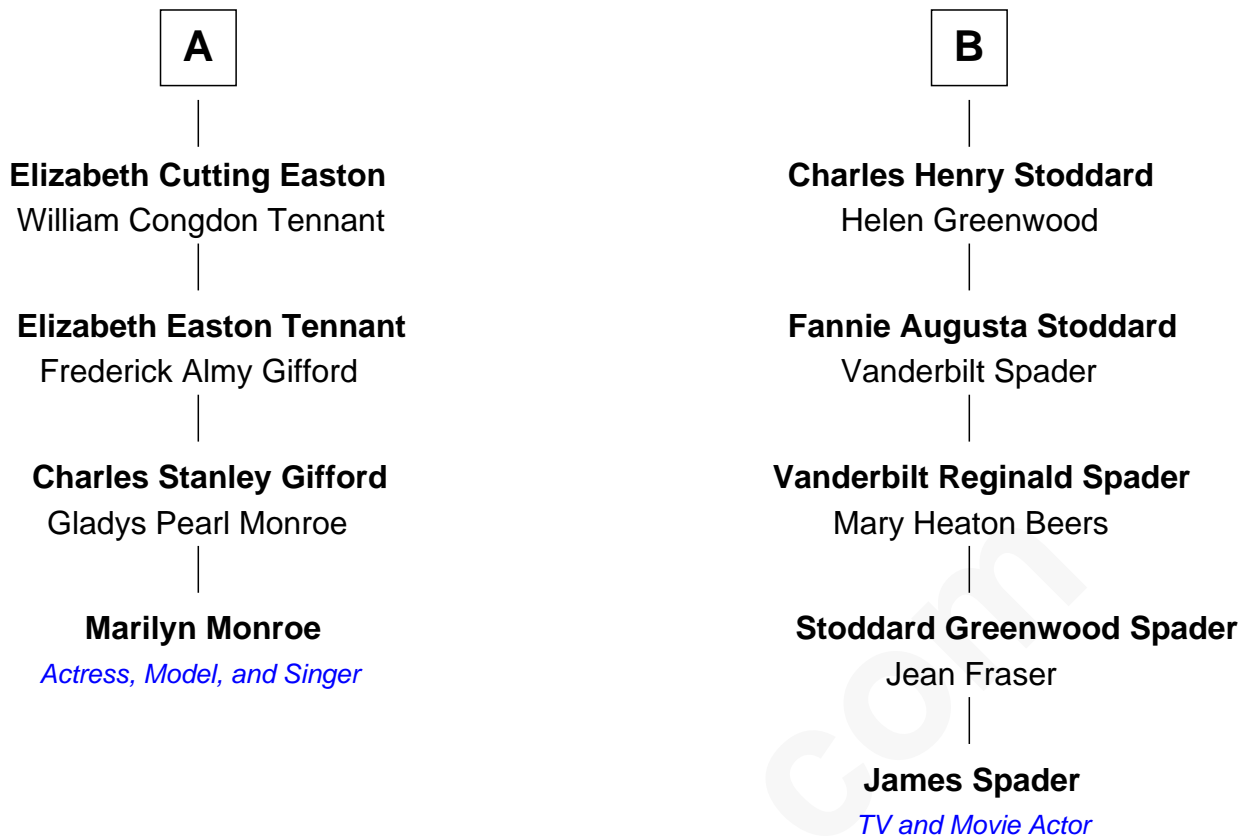 A
Elizabeth Cutting Easton
William Congdon Tennant
Elizabeth Easton Tennant
Frederick Almy Gifford
Charles Stanley Gifford
Gladys Pearl Monroe
Marilyn Monroe
Actress, Model, and Singer
B
Charles Henry Stoddard
Helen Greenwood
Fannie Augusta Stoddard
Vanderbilt Spader
Vanderbilt Reginald Spader
Mary Heaton Beers
Stoddard Greenwood Spader
Jean Fraser
James Spader
TV and Movie Actor
com